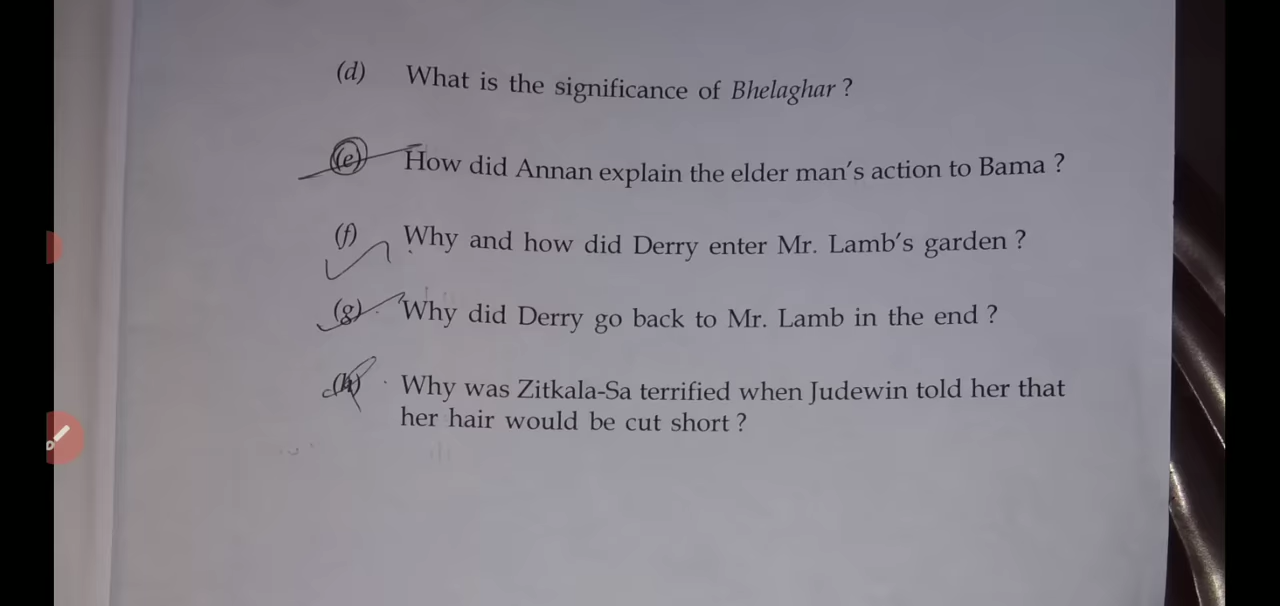 (d) What is the significance of Bhelaghar ?
(e) How did Annan explain the elder man's action to Bama ?
(f) Why and how did Derry enter Mr. Lamb's garden ?
(g) Why did Derry go back to Mr. Lamb in the end ?
(h) Why was Zitkala-Sa terrified when Judewin told her that
her hair would be cut short ?